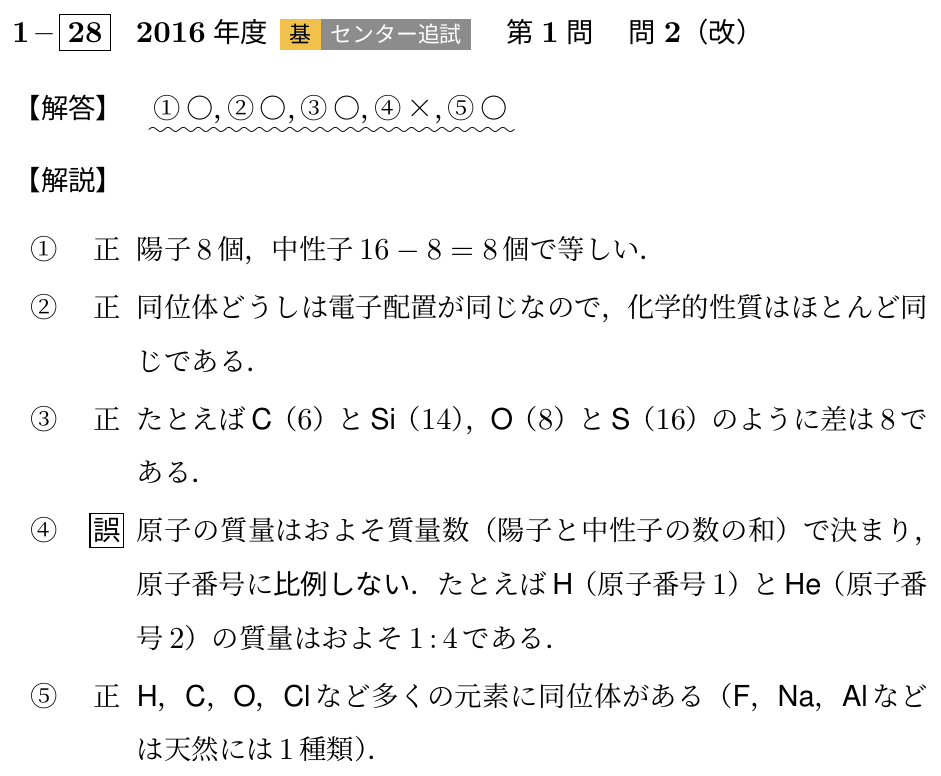 1－28 2016 年度 基 センター追試 第 1 問 問 2（改）
【解答】 ①○,②○,③○,④×,⑤○
【解説】
① 正 陽子8個，中性子16－8＝8個で等しい．
② 正 同位体どうしは電子配置が同じなので，化学的性質はほとんど同
じである．
③ 正 たとえばC（6）とSi（14），O（8）とS（16）のように差は8で
ある．
④ 誤 原子の質量はおよそ質量数（陽子と中性子の数の和）で決まり，
原子番号に比例しない．たとえばH（原子番号1）とHe（原子番
号2）の質量はおよそ1:4である．
⑤ 正 H，C，O，Clなど多くの元素に同位体がある（F，Na，Alなど
は天然には1種類）．